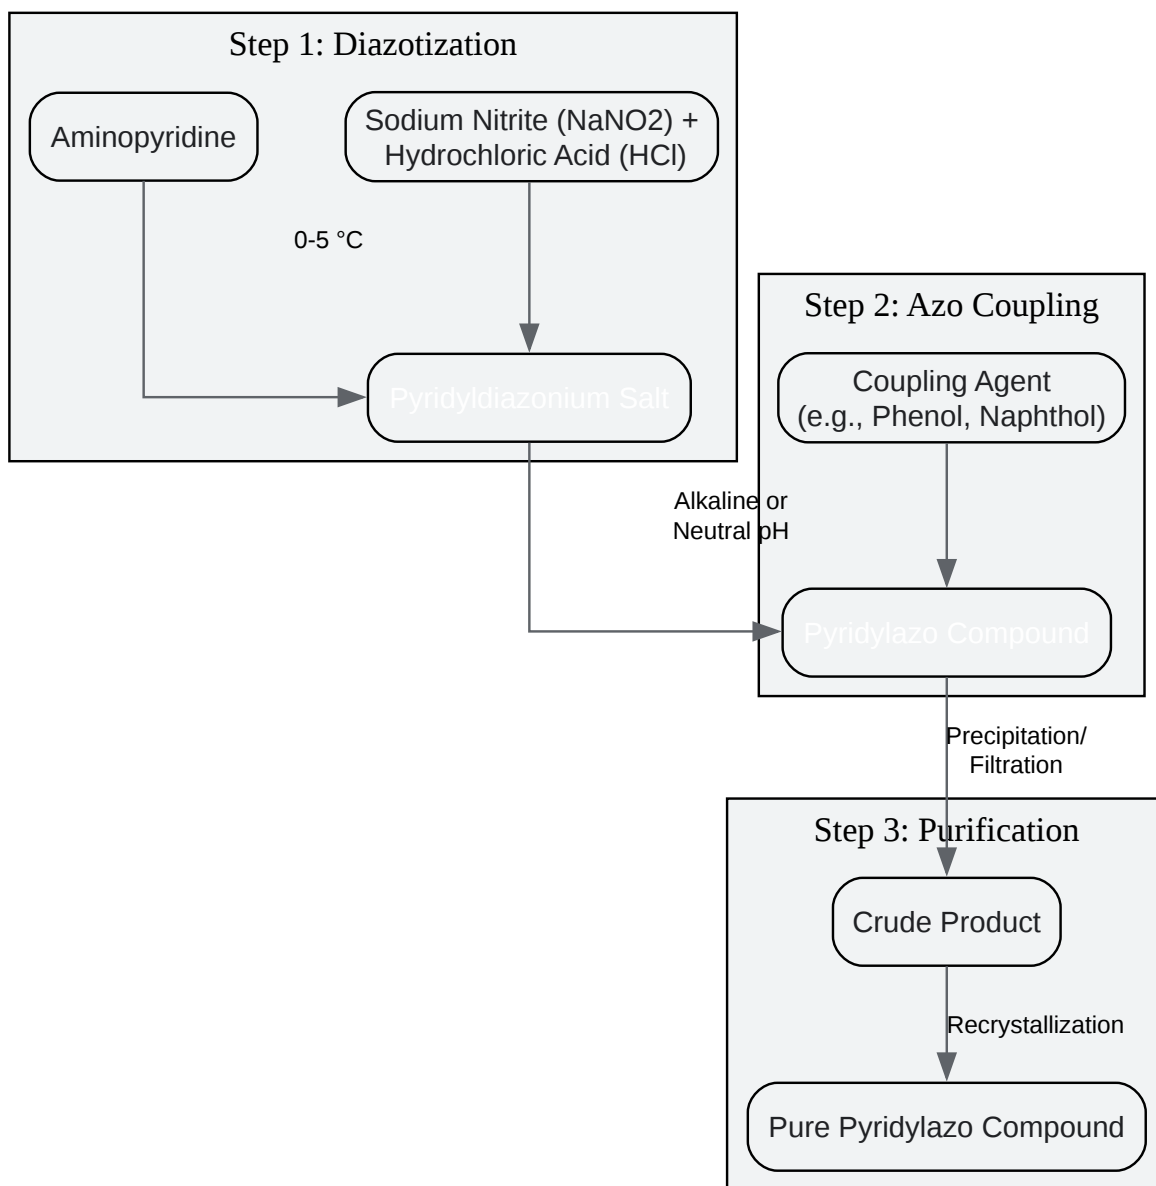 Step 1: Diazotization
Aminopyridine
Sodium Nitrite (NaNO2) +
Hydrochloric Acid (HCl)
0-5 °C
Pyridyldiazonium Salt
Step 2: Azo Coupling
Coupling Agent
(e.g., Phenol, Naphthol)
Alkaline or
Neutral pH
Pyridylazo Compound
Precipitation/
Filtration
Step 3: Purification
Crude Product
Recrystallization
Pure Pyridylazo Compound